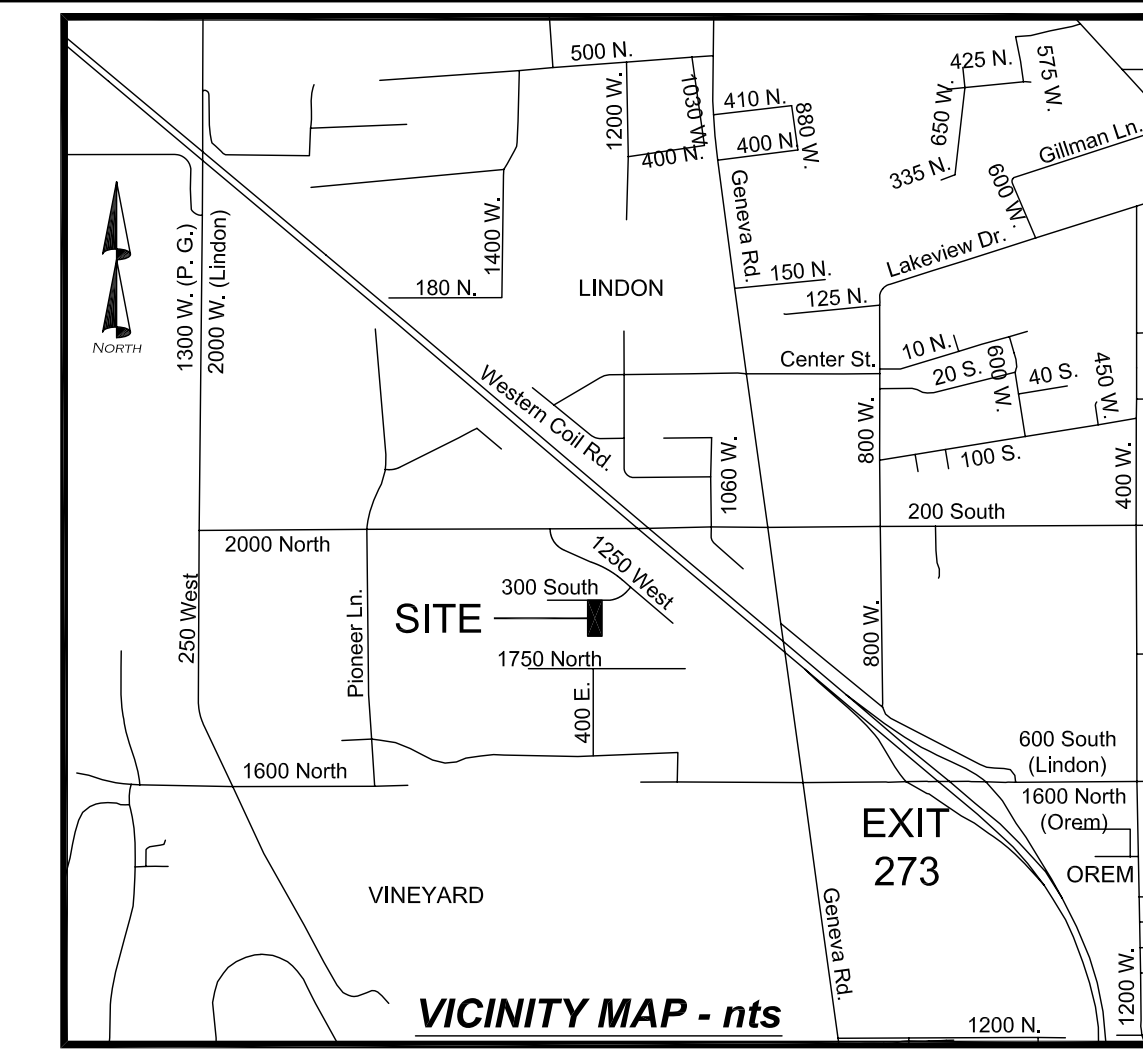 500 N.
425 N.
575 W.
1200 W.
1030 W.
410 N.
880 W.
650 W.
400 N.
400 N
Gillman Ln.
335 N.
600 W.
Geneva Rd.
1300 W. (P. G.)
2000 W. (Lindon)
1400 W.
Lakeview Dr.
180 N.
LINDON
150 N.
125 N.
NORTH
Center St.
10 N.
20 S.
600 W.
40 S.
450 W.
Western Coil Rd.
800 W.
1060 W.
100 S.
400 W.
200 South
2000 North
1250 West
300 South
250 West
Pioneer Ln.
SITE
800 W.
1750 North
400 E.
600 South
(Lindon)
1600 North
1600 North
(Orem)
EXIT
273
OREM
VINEYARD
Geneva Rd.
1200 W.
VICINITY MAP - nts
1200 N.